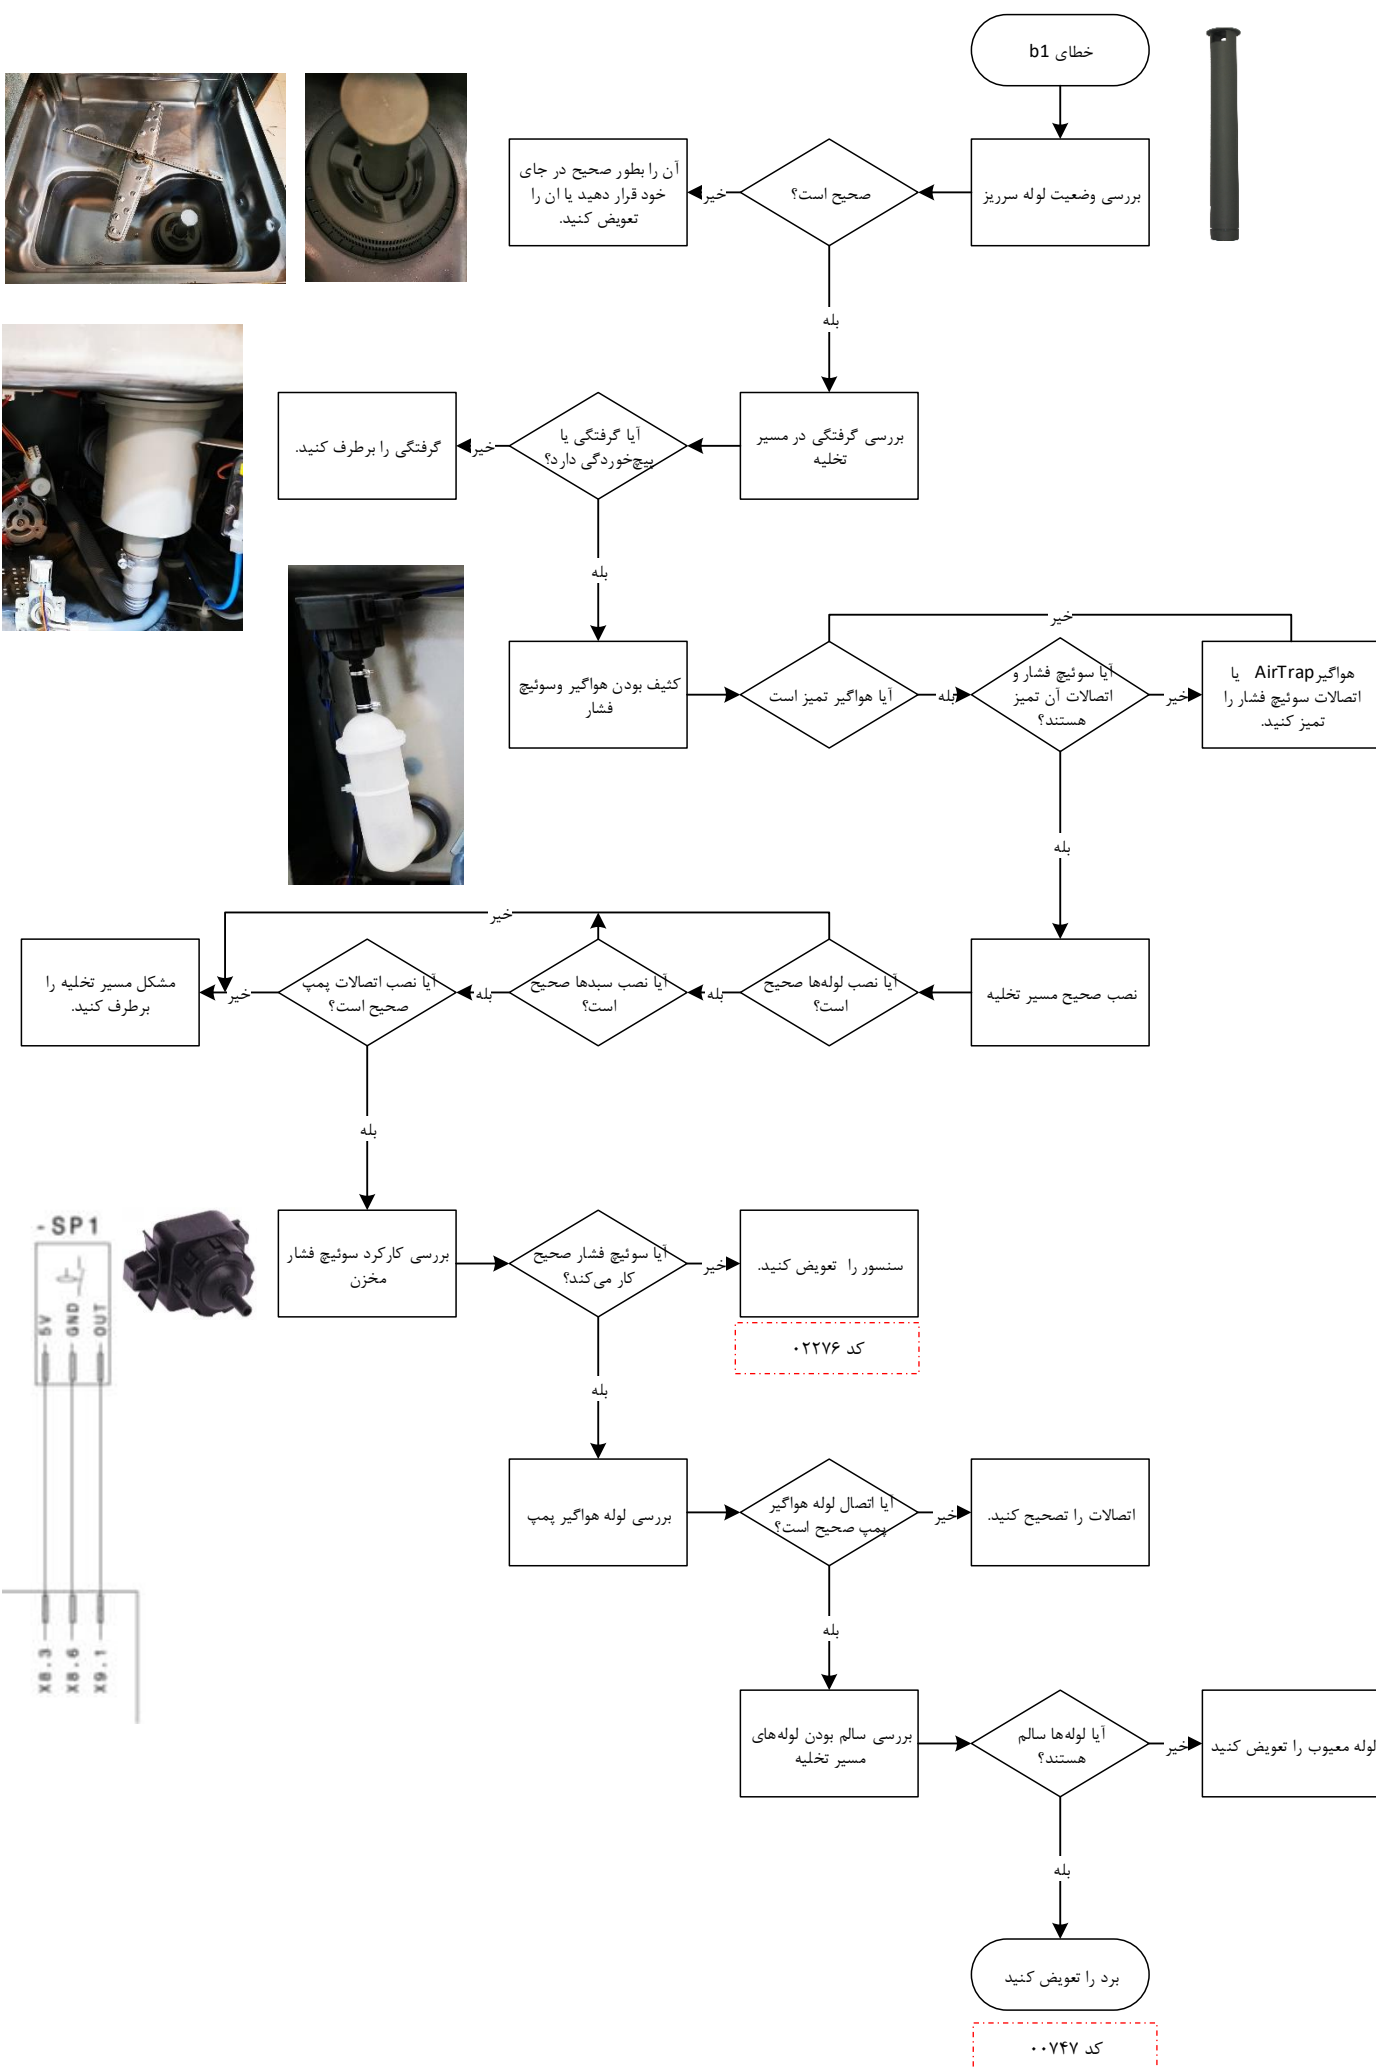 خطای b1
بررسی وضعیت لوله سرریز
صحیح است؟
خیر
آن را بطور صحیح در جای
خود قرار دهید یا ان را
تعویض کنید.
بله
بررسی گرفتگی در مسیر
تخلیه
آیا گرفتگی یا
پیچ‌خوردگی دارد؟
خیر
گرفتگی را برطرف کنید.
بله
کثیف بودن هواگیر وسوئیچ
فشار
آیا هواگیر تمیز است
بله
خیر
آیا سوئیچ فشار و
اتصالات آن تمیز
هستند؟
خیر
هواگیر AirTrap یا
اتصالات سوئیچ فشار را
تمیز کنید.
بله
نصب صحیح مسیر تخلیه
آیا نصب لوله‌ها صحیح
است؟
بله
خیر
آیا نصب سبدها صحیح
است؟
بله
آیا نصب اتصالات پمپ
صحیح است؟
خیر
مشکل مسیر تخلیه را
برطرف کنید.
بله
بررسی کارکرد سوئیچ فشار
مخزن
آیا سوئیچ فشار صحیح
کار می‌کند؟
خیر
سنسور را تعویض کنید.
کد ۰۲۲۷۶
-SP1
5V
GND
OUT
X8.3
X8.6
X9.1
بله
بررسی لوله هواگیر پمپ
آیا اتصال لوله هواگیر
پمپ صحیح است؟
خیر
اتصالات را تصحیح کنید.
بله
بررسی سالم بودن لوله‌های
مسیر تخلیه
آیا لوله‌ها سالم
هستند؟
خیر
لوله معیوب را تعویض کنید
بله
برد را تعویض کنید
کد ۰۰۷۴۷